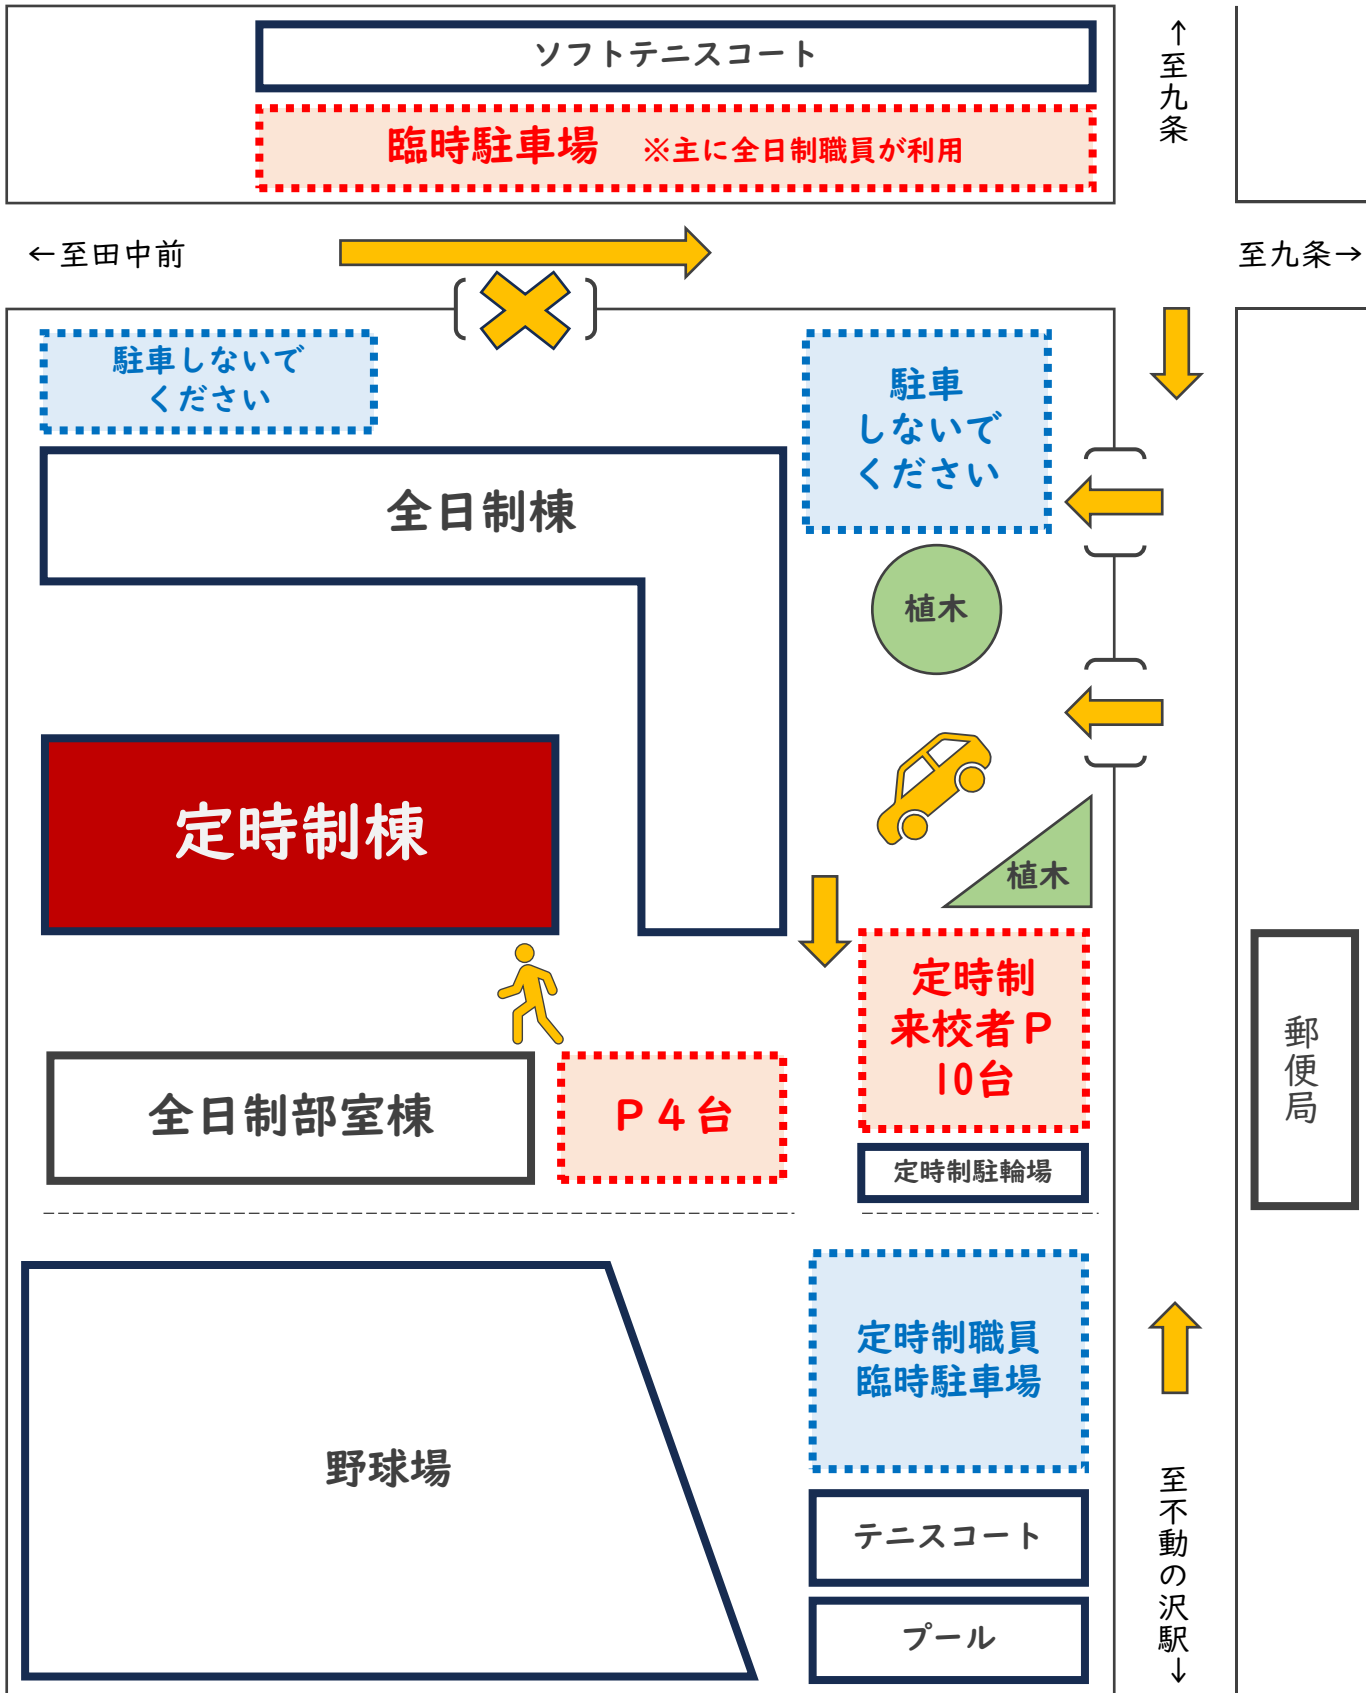 ソフトテニスコート
臨時駐車場 ※主に全日制職員が利用
↑至九条
←至田中前
至九条→
駐車しないで
ください
駐車
しないで
ください
全日制棟
植木
定時制棟
植木
定時制
来校者P
10台
郵便局
全日制部室棟
P4台
定時制駐輪場
定時制職員
臨時駐車場
野球場
テニスコート
プール
至不動の沢駅↓